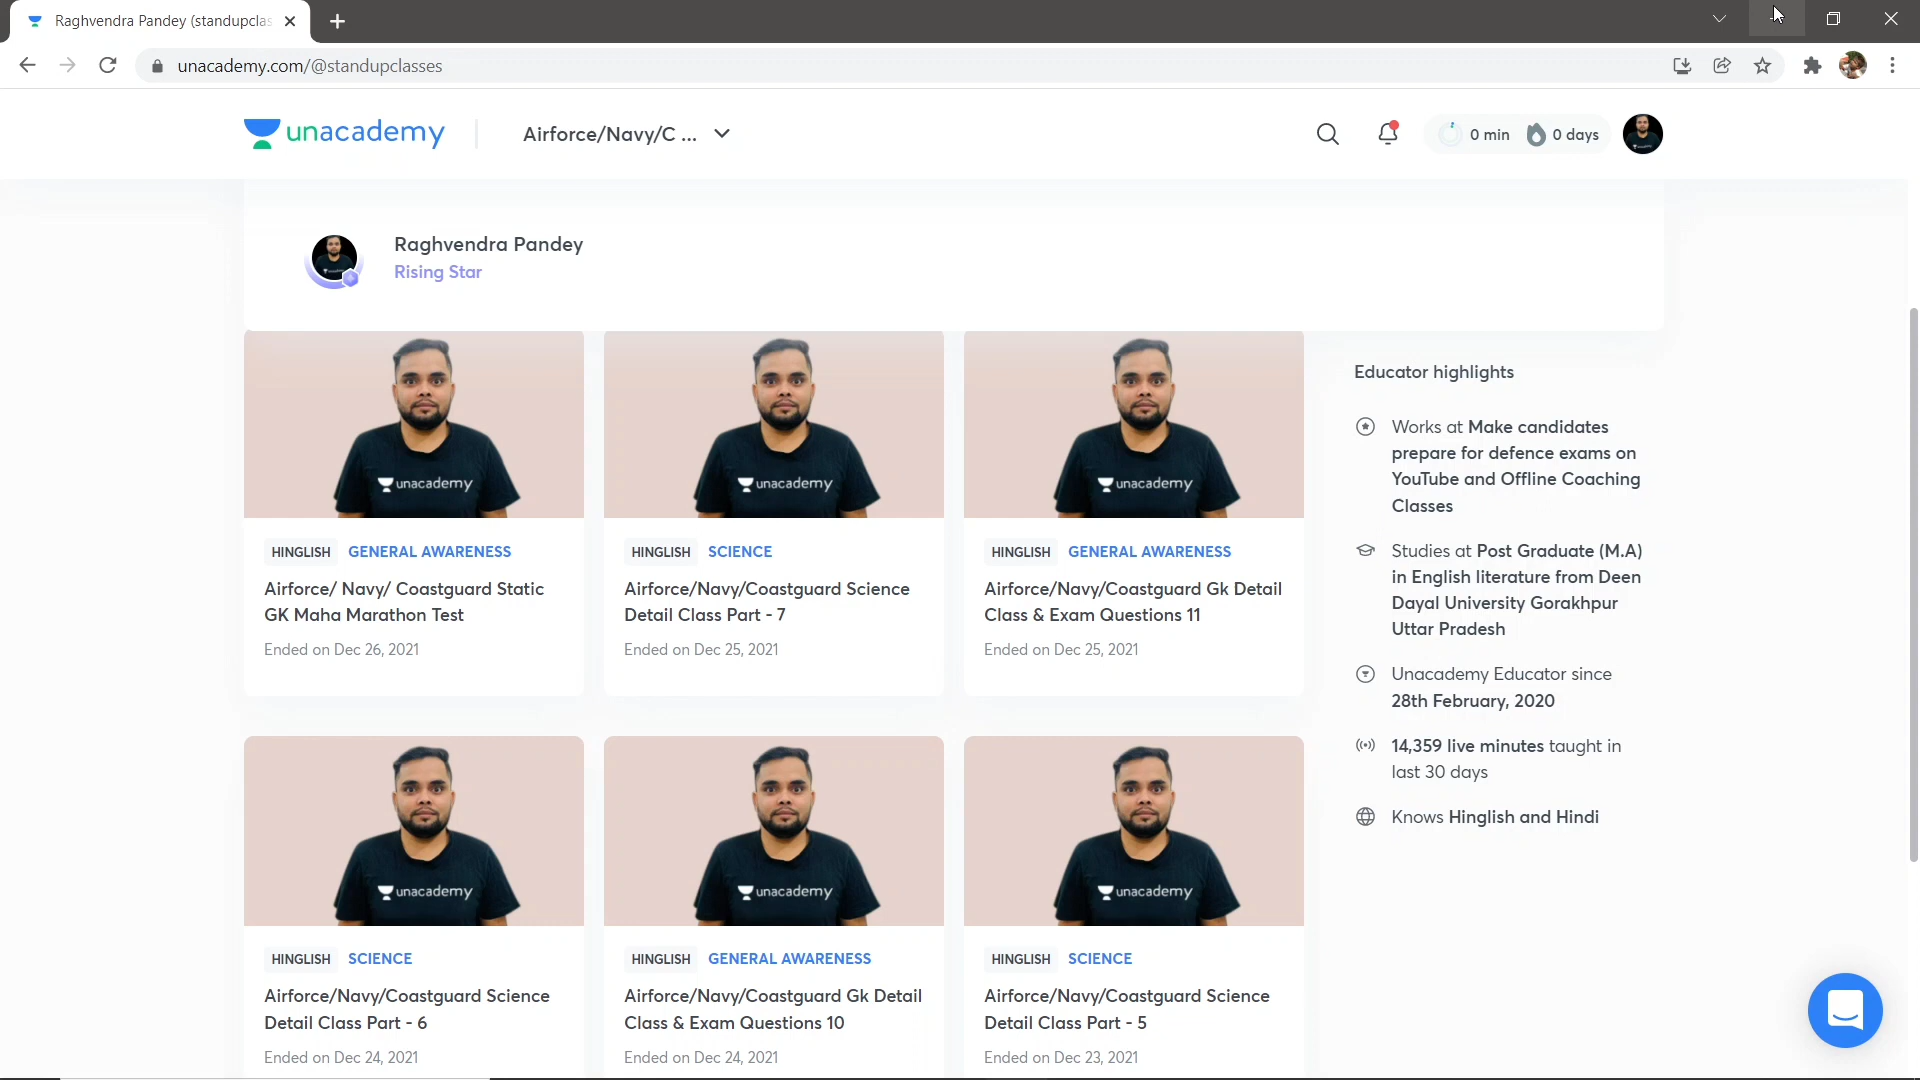 Raghvendra Pandey (standupclas
unacademy.com/@standupclasses
unacademy
Airforce/Navy/C ...
0 min
0 days
Raghvendra Pandey
Rising Star
unacademy
unacademy
unacademy
HINGLISH GENERAL AWARENESS
Airforce/ Navy/ Coastguard Static
GK Maha Marathon Test
Ended on Dec 26, 2021
HINGLISH SCIENCE
Airforce/Navy/Coastguard Science
Detail Class Part - 7
Ended on Dec 25, 2021
HINGLISH GENERAL AWARENESS
Airforce/Navy/Coastguard Gk Detail
Class & Exam Questions 11
Ended on Dec 25, 2021
unacademy
unacademy
unacademy
HINGLISH SCIENCE
Airforce/Navy/Coastguard Science
Detail Class Part - 6
Ended on Dec 24, 2021
HINGLISH GENERAL AWARENESS
Airforce/Navy/Coastguard Gk Detail
Class & Exam Questions 10
Ended on Dec 24, 2021
HINGLISH SCIENCE
Airforce/Navy/Coastguard Science
Detail Class Part - 5
Ended on Dec 23, 2021
Educator highlights
Works at Make candidates
prepare for defence exams on
YouTube and Offline Coaching
Classes
Studies at Post Graduate (M.A)
in English literature from Deen
Dayal University Gorakhpur
Uttar Pradesh
Unacademy Educator since
28th February, 2020
14,359 live minutes taught in
last 30 days
Knows Hinglish and Hindi